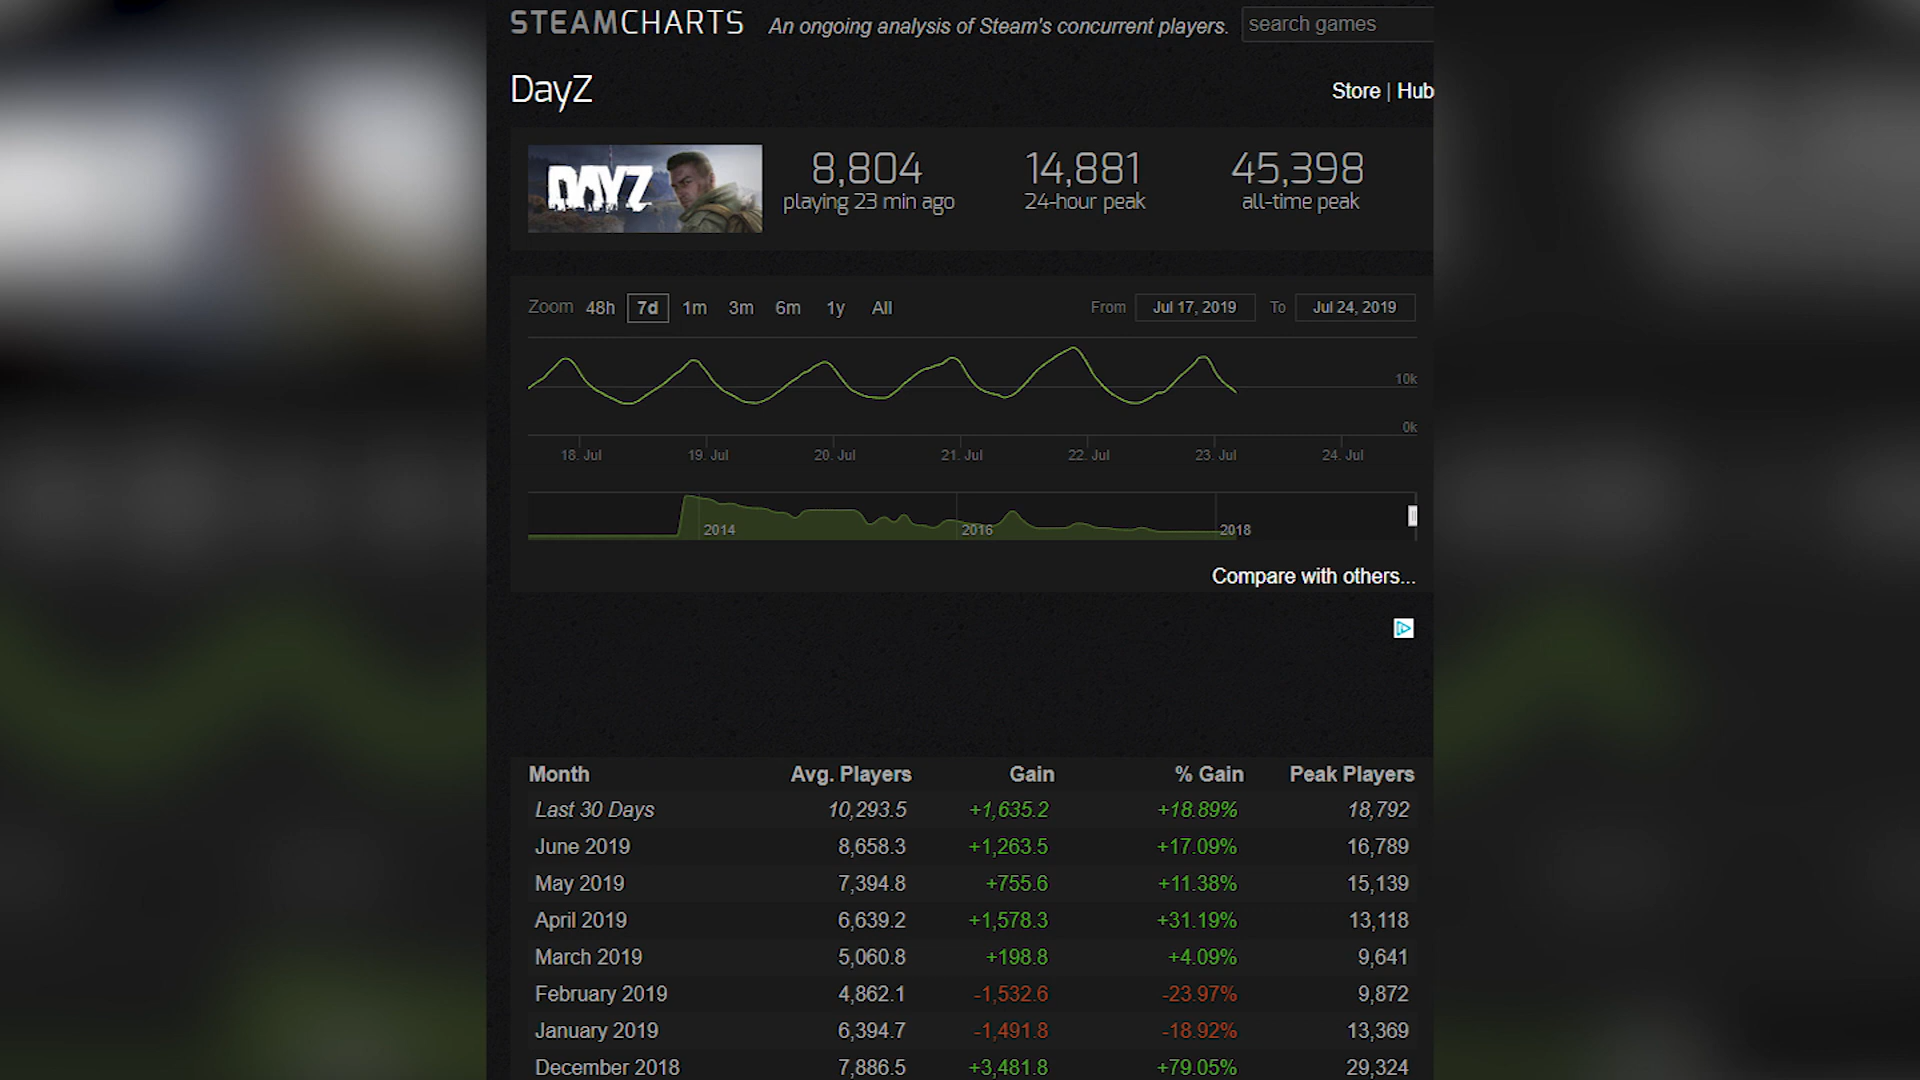 STEAMCHARTS An ongoing analysis of Steam's concurrent players. search games
DayZ Store | Hub
DAYZ
8,804 14,881 45,398
playing 23 min ago 24-hour peak all-time peak
Zoom 48h 7d 1m 3m 6m 1y All From Jul 17, 2019 To Jul 24, 2019
10k
0k
18. Jul 19. Jul 20. Jul 21. Jul 22. Jul 23. Jul 24. Jul
2014 2016 2018
Compare with others...
Month Avg. Players Gain % Gain Peak Players
Last 30 Days 10,293.5 +1,635.2 +18.89% 18,792
June 2019 8,658.3 +1,263.5 +17.09% 16,789
May 2019 7,394.8 +755.6 +11.38% 15,139
April 2019 6,639.2 +1,578.3 +31.19% 13,118
March 2019 5,060.8 +198.8 +4.09% 9,641
February 2019 4,862.1 -1,532.6 -23.97% 9,872
January 2019 6,394.7 -1,491.8 -18.92% 13,369
December 2018 7,886.5 +3,481.8 +79.05% 29,324